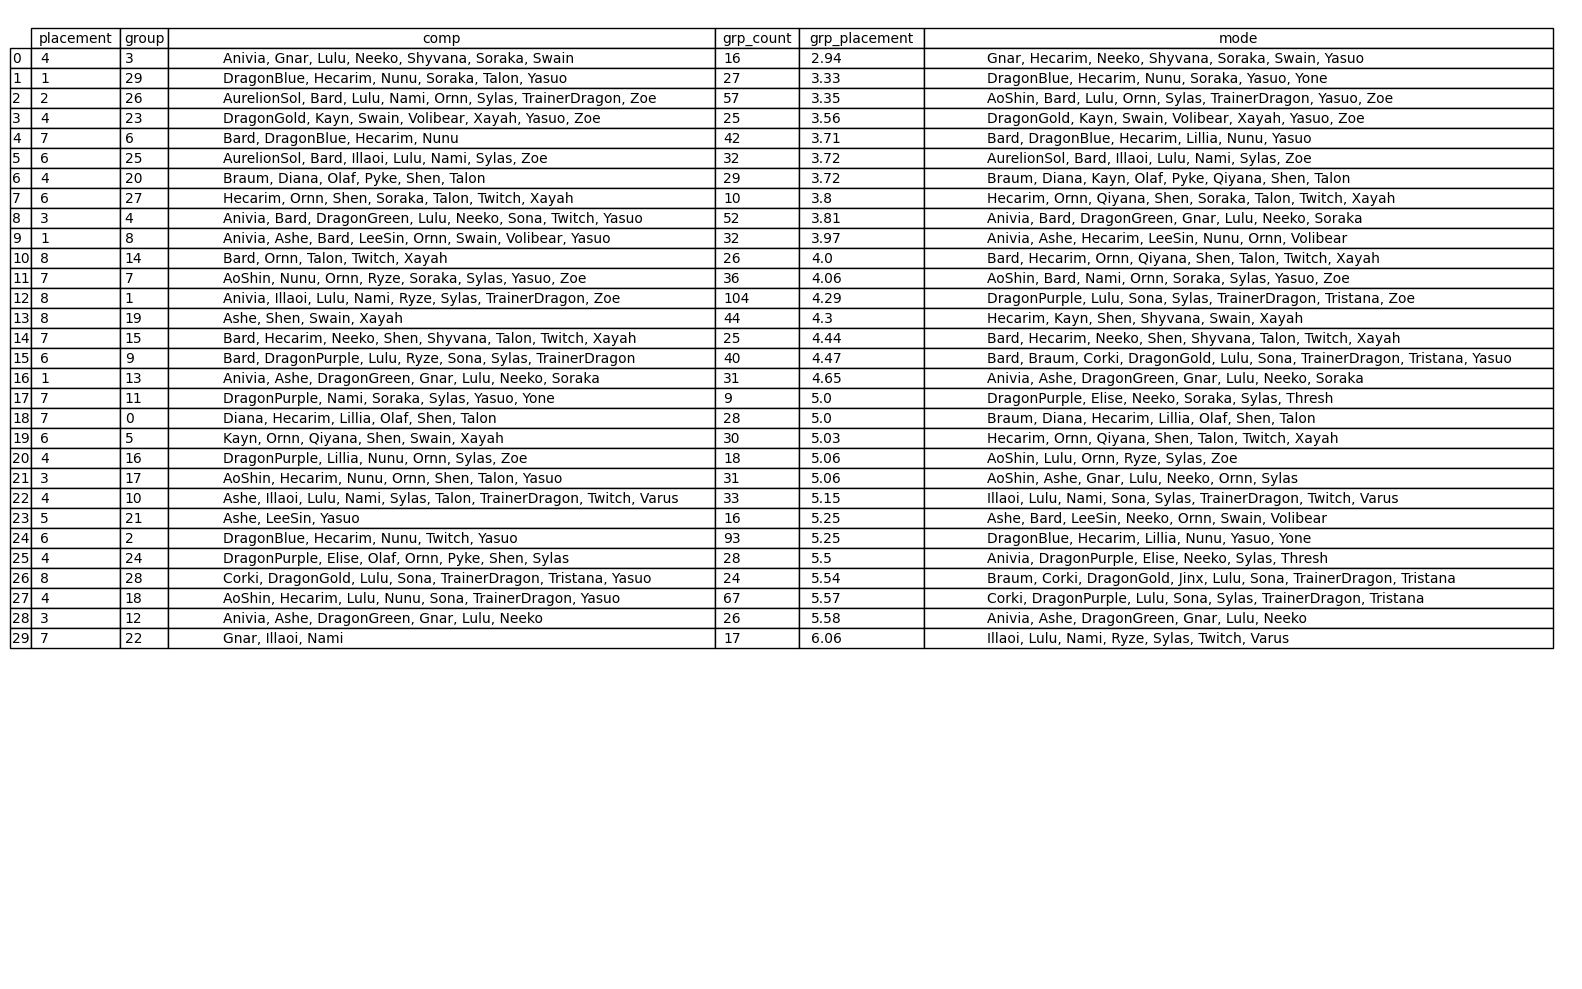 placement group comp grp_count grp_placement mode
0 4 3 Anivia, Gnar, Lulu, Neeko, Shyvana, Soraka, Swain 16 2.94 Gnar, Hecarim, Neeko, Shyvana, Soraka, Swain, Yasuo
1 1 29 DragonBlue, Hecarim, Nunu, Soraka, Talon, Yasuo 27 3.33 DragonBlue, Hecarim, Nunu, Soraka, Yasuo, Yone
2 2 26 AurelionSol, Bard, Lulu, Nami, Ornn, Sylas, TrainerDragon, Zoe 57 3.35 AoShin, Bard, Lulu, Ornn, Sylas, TrainerDragon, Yasuo, Zoe
3 4 23 DragonGold, Kayn, Swain, Volibear, Xayah, Yasuo, Zoe 25 3.56 DragonGold, Kayn, Swain, Volibear, Xayah, Yasuo, Zoe
4 7 6 Bard, DragonBlue, Hecarim, Nunu 42 3.71 Bard, DragonBlue, Hecarim, Lillia, Nunu, Yasuo
5 6 25 AurelionSol, Bard, Illaoi, Lulu, Nami, Sylas, Zoe 32 3.72 AurelionSol, Bard, Illaoi, Lulu, Nami, Sylas, Zoe
6 4 20 Braum, Diana, Olaf, Pyke, Shen, Talon 29 3.72 Braum, Diana, Kayn, Olaf, Pyke, Qiyana, Shen, Talon
7 6 27 Hecarim, Ornn, Shen, Soraka, Talon, Twitch, Xayah 10 3.8 Hecarim, Ornn, Qiyana, Shen, Soraka, Talon, Twitch, Xayah
8 3 4 Anivia, Bard, DragonGreen, Lulu, Neeko, Sona, Twitch, Yasuo 52 3.81 Anivia, Bard, DragonGreen, Gnar, Lulu, Neeko, Soraka
9 1 8 Anivia, Ashe, Bard, LeeSin, Ornn, Swain, Volibear, Yasuo 32 3.97 Anivia, Ashe, Hecarim, LeeSin, Nunu, Ornn, Volibear
10 8 14 Bard, Ornn, Talon, Twitch, Xayah 26 4.0 Bard, Hecarim, Ornn, Qiyana, Shen, Talon, Twitch, Xayah
11 7 7 AoShin, Nunu, Ornn, Ryze, Soraka, Sylas, Yasuo, Zoe 36 4.06 AoShin, Bard, Nami, Ornn, Soraka, Sylas, Yasuo, Zoe
12 8 1 Anivia, Illaoi, Lulu, Nami, Ryze, Sylas, TrainerDragon, Zoe 104 4.29 DragonPurple, Lulu, Sona, Sylas, TrainerDragon, Tristana, Zoe
13 8 19 Ashe, Shen, Swain, Xayah 44 4.3 Hecarim, Kayn, Shen, Shyvana, Swain, Xayah
14 7 15 Bard, Hecarim, Neeko, Shen, Shyvana, Talon, Twitch, Xayah 25 4.44 Bard, Hecarim, Neeko, Shen, Shyvana, Talon, Twitch, Xayah
15 6 9 Bard, DragonPurple, Lulu, Ryze, Sona, Sylas, TrainerDragon 40 4.47 Bard, Braum, Corki, DragonGold, Lulu, Sona, TrainerDragon, Tristana, Yasuo
16 1 13 Anivia, Ashe, DragonGreen, Gnar, Lulu, Neeko, Soraka 31 4.65 Anivia, Ashe, DragonGreen, Gnar, Lulu, Neeko, Soraka
17 7 11 DragonPurple, Nami, Soraka, Sylas, Yasuo, Yone 9 5.0 DragonPurple, Elise, Neeko, Soraka, Sylas, Thresh
18 7 0 Diana, Hecarim, Lillia, Olaf, Shen, Talon 28 5.0 Braum, Diana, Hecarim, Lillia, Olaf, Shen, Talon
19 6 5 Kayn, Ornn, Qiyana, Shen, Swain, Xayah 30 5.03 Hecarim, Ornn, Qiyana, Shen, Talon, Twitch, Xayah
20 4 16 DragonPurple, Lillia, Nunu, Ornn, Sylas, Zoe 18 5.06 AoShin, Lulu, Ornn, Ryze, Sylas, Zoe
21 3 17 AoShin, Hecarim, Nunu, Ornn, Shen, Talon, Yasuo 31 5.06 AoShin, Ashe, Gnar, Lulu, Neeko, Ornn, Sylas
22 4 10 Ashe, Illaoi, Lulu, Nami, Sylas, Talon, TrainerDragon, Twitch, Varus 33 5.15 Illaoi, Lulu, Nami, Sona, Sylas, TrainerDragon, Twitch, Varus
23 5 21 Ashe, LeeSin, Yasuo 16 5.25 Ashe, Bard, LeeSin, Neeko, Ornn, Swain, Volibear
24 6 2 DragonBlue, Hecarim, Nunu, Twitch, Yasuo 93 5.25 DragonBlue, Hecarim, Lillia, Nunu, Yasuo, Yone
25 4 24 DragonPurple, Elise, Olaf, Ornn, Pyke, Shen, Sylas 28 5.5 Anivia, DragonPurple, Elise, Neeko, Sylas, Thresh
26 8 28 Corki, DragonGold, Lulu, Sona, TrainerDragon, Tristana, Yasuo 24 5.54 Braum, Corki, DragonGold, Jinx, Lulu, Sona, TrainerDragon, Tristana
27 4 18 AoShin, Hecarim, Lulu, Nunu, Sona, TrainerDragon, Yasuo 67 5.57 Corki, DragonPurple, Lulu, Sona, Sylas, TrainerDragon, Tristana
28 3 12 Anivia, Ashe, DragonGreen, Gnar, Lulu, Neeko 26 5.58 Anivia, Ashe, DragonGreen, Gnar, Lulu, Neeko
29 7 22 Gnar, Illaoi, Nami 17 6.06 Illaoi, Lulu, Nami, Ryze, Sylas, Twitch, Varus